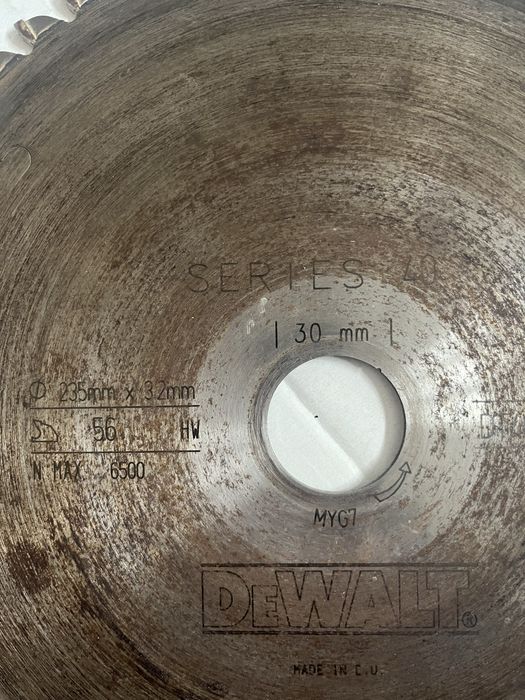 SERIES 40
| 30 mm |
Ø 235mm x 3.2mm
56 HW
N MAX 6500
MYG7
DEWALT®
MADE IN E.U.